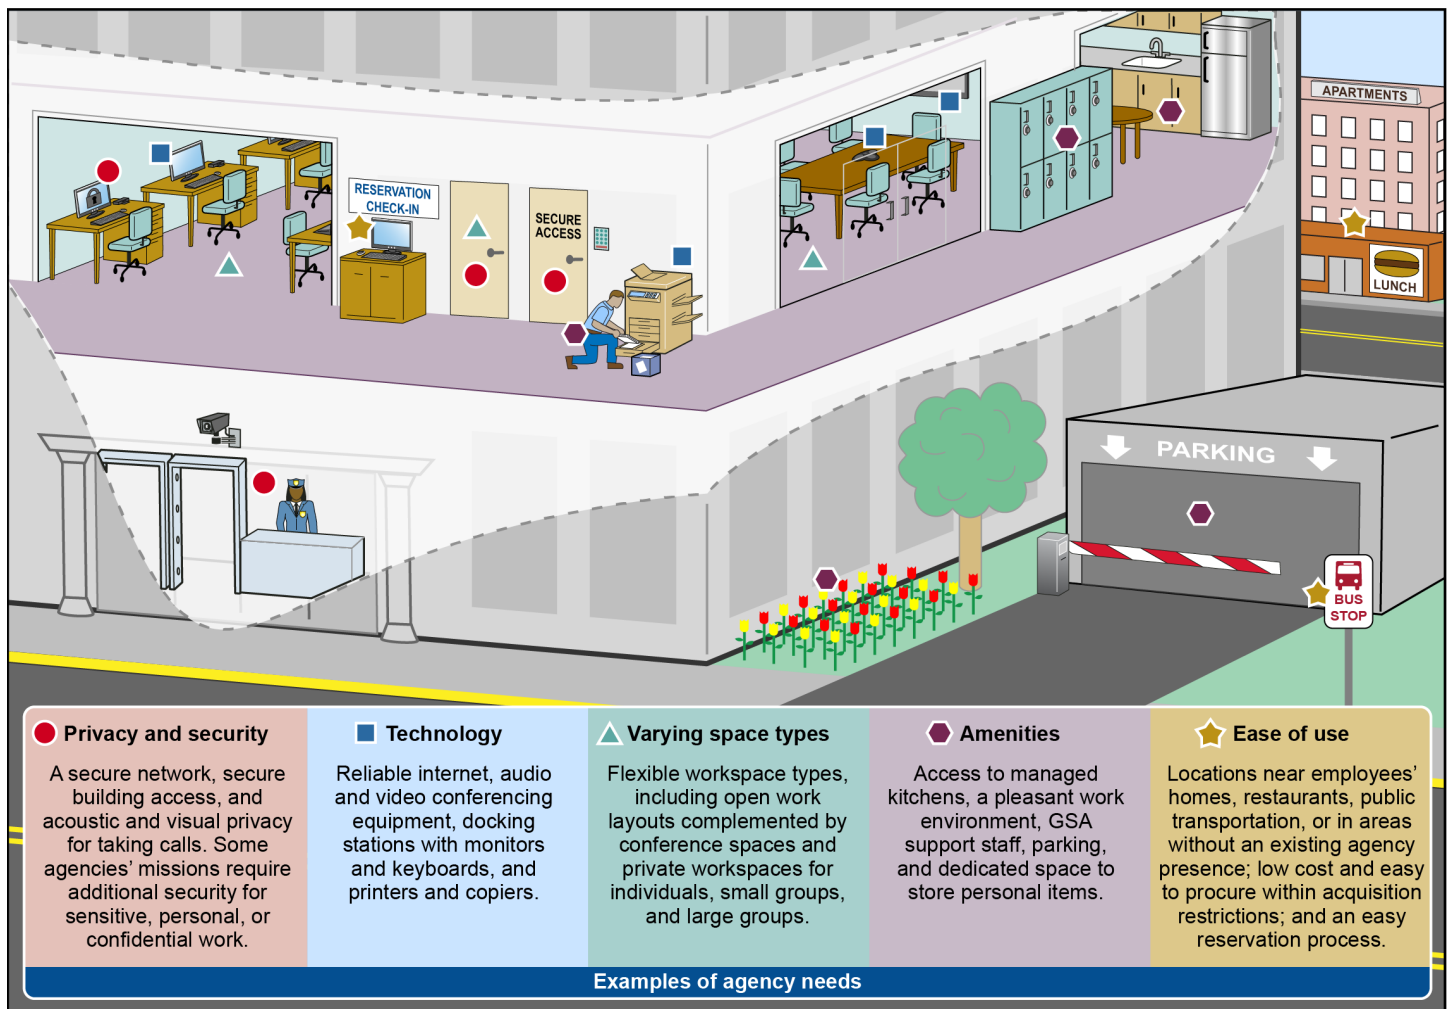 APARTMENTS
RESERVATION
CHECK-IN
SECURE
ACCESS
LUNCH
PARKING
BUS
STOP
Privacy and security
A secure network, secure
building access, and
acoustic and visual privacy
for taking calls. Some
agencies’ missions require
additional security for
sensitive, personal, or
confidential work.
Technology
Reliable internet, audio
and video conferencing
equipment, docking
stations with monitors
and keyboards, and
printers and copiers.
Varying space types
Flexible workspace types,
including open work
layouts complemented by
conference spaces and
private workspaces for
individuals, small groups,
and large groups.
Amenities
Access to managed
kitchens, a pleasant work
environment, GSA
support staff, parking,
and dedicated space to
store personal items.
Ease of use
Locations near employees’
homes, restaurants, public
transportation, or in areas
without an existing agency
presence; low cost and easy
to procure within acquisition
restrictions; and an easy
reservation process.
Examples of agency needs